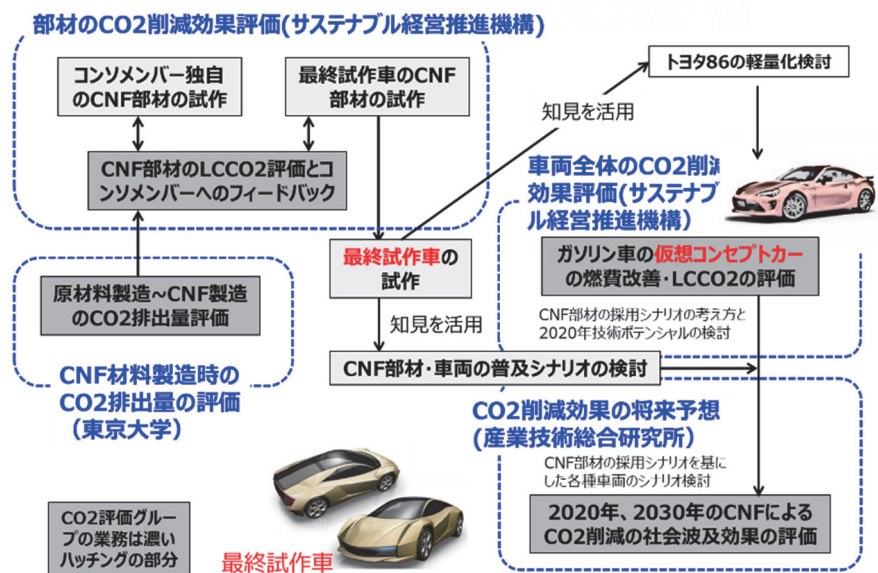 部材のCO2削減効果評価(サステナブル経営推進機構)
コンソメンバー独自
のCNF部材の試作
最終試作車のCNF
部材の試作
CNF部材のLCCO2評価とコ
ンソメンバーへのフィードバック
知見を活用
トヨタ86の軽量化検討
車両全体のCO2削減
効果評価(サステナブ
ル経営推進機構）
ガソリン車の仮想コンセプトカー
の燃費改善・LCCO2の評価
CNF部材の採用シナリオの考え方と
2020年技術ポテンシャルの検討
最終試作車の
試作
原材料製造~CNF製造
のCO2排出量評価
CNF材料製造時の
CO2排出量の評価
（東京大学）
知見を活用
CNF部材・車両の普及シナリオの検討
CO2削減効果の将来予想
(産業技術総合研究所）
CNF部材の採用シナリオを基に
した各種車両のシナリオ検討
2020年、2030年のCNFによる
CO2削減の社会波及効果の評価
CO2評価グルー
プの業務は濃い
ハッチングの部分
最終試作車